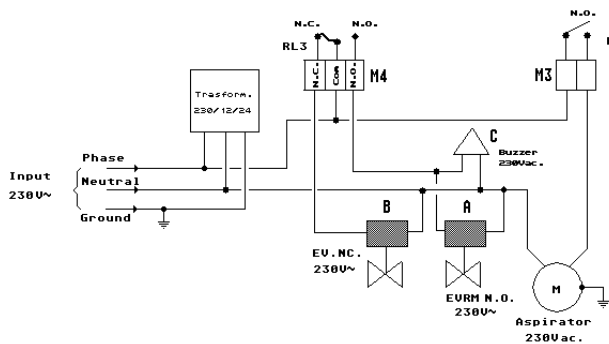 N.C. N.O.
N.O.
RL3
N.C. Com N.O.
M4
M3
Trasform.
230/12/24
C
Buzzer
230Vac.
Phase
Input
Neutral
230V~
Ground
B
A
EV.NC.
230V~
EVRM N.O.
230V~
M
Aspirator
230Vac.